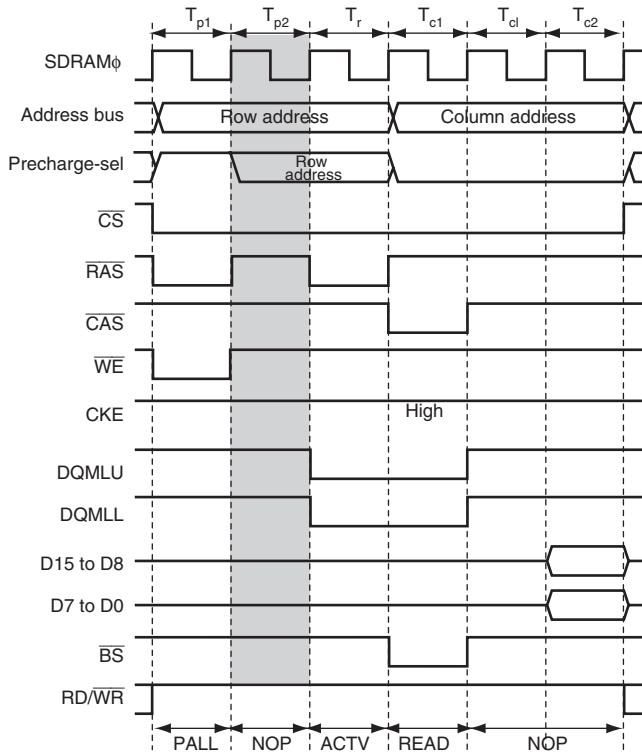 Tp1 Tp2 Tr Tc1 Tcl Tc2
SDRAMϕ
Address bus Row address Column address
Precharge-sel Row address
CS
RAS
CAS
WE
CKE High
DQMLU
DQMLL
D15 to D8
D7 to D0
BS
RD/WR
PALL NOP ACTV READ NOP